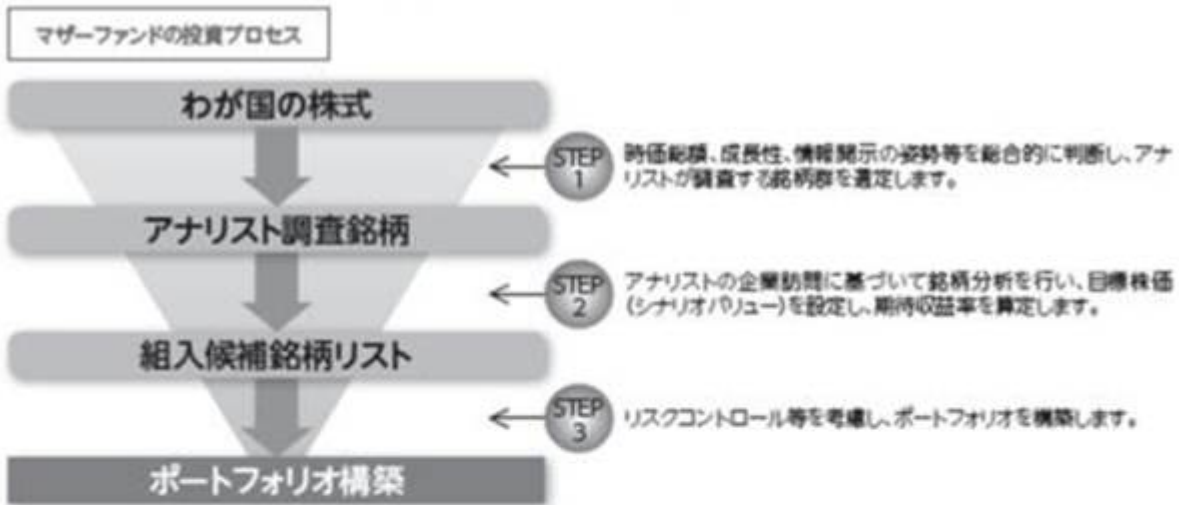 マザーファンドの投資プロセス
わが国の株式
STEP
1
時価総額、成長性、情報開示の姿勢等を総合的に判断し、アナ
リストが調査する銘柄群を選定します。
アナリスト調査銘柄
STEP
2
アナリストの企業訪問に基づいて銘柄分析を行い、目標株価
(シナリオバリュー)を設定し、期待収益率を算定します。
組入候補銘柄リスト
STEP
3
リスクコントロール等を考慮し、ポートフォリオを構築します。
ポートフォリオ構築